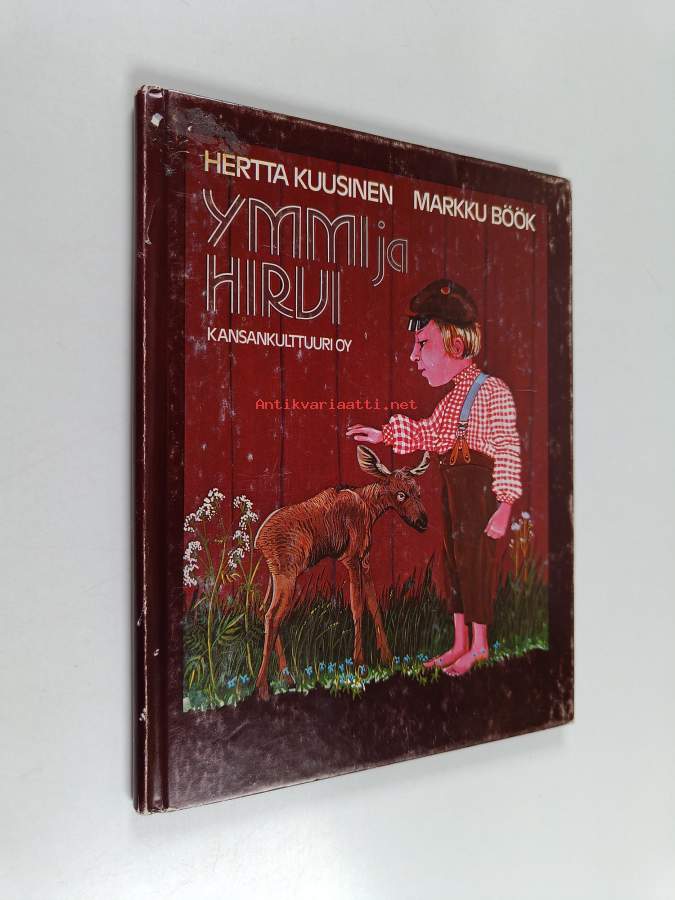 HERTTA KUUSINEN MARKKU BÖÖK
YMMI ja
HIRVI
KANSANKULTTUURI OY
Antikvariaatti.net